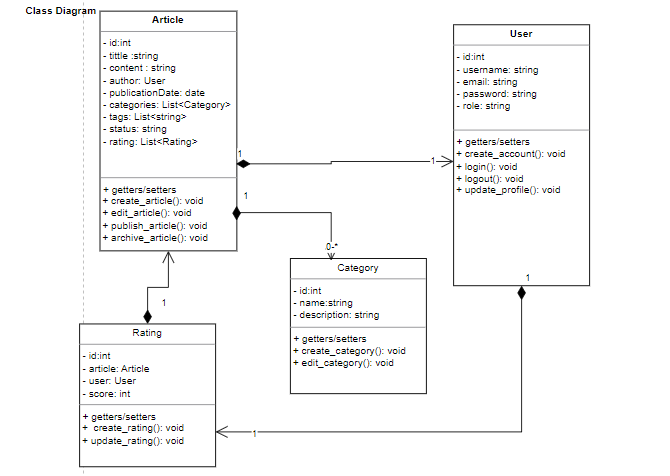 Class Diagram
Article
- id:int
- tittle :string
- content : string
- author: User
- publicationDate: date
- categories: List<Category>
- tags: List<string>
- status: string
- rating: List<Rating>
+ getters/setters
+ create_article(): void
+ edit_article(): void
+ publish_article(): void
+ archive_article(): void
User
- id:int
- username: string
- email: string
- password: string
- role: string
+ getters/setters
+ create_account(): void
+ login(): void
+ logout(): void
+ update_profile(): void
1
1
1
0-*
Category
- id:int
- name:string
- description: string
+ getters/setters
+ create_category(): void
+ edit_category(): void
1
1
Rating
- id:int
- article: Article
- user: User
- score: int
+ getters/setters
+ create_rating(): void
+ update_rating(): void
1